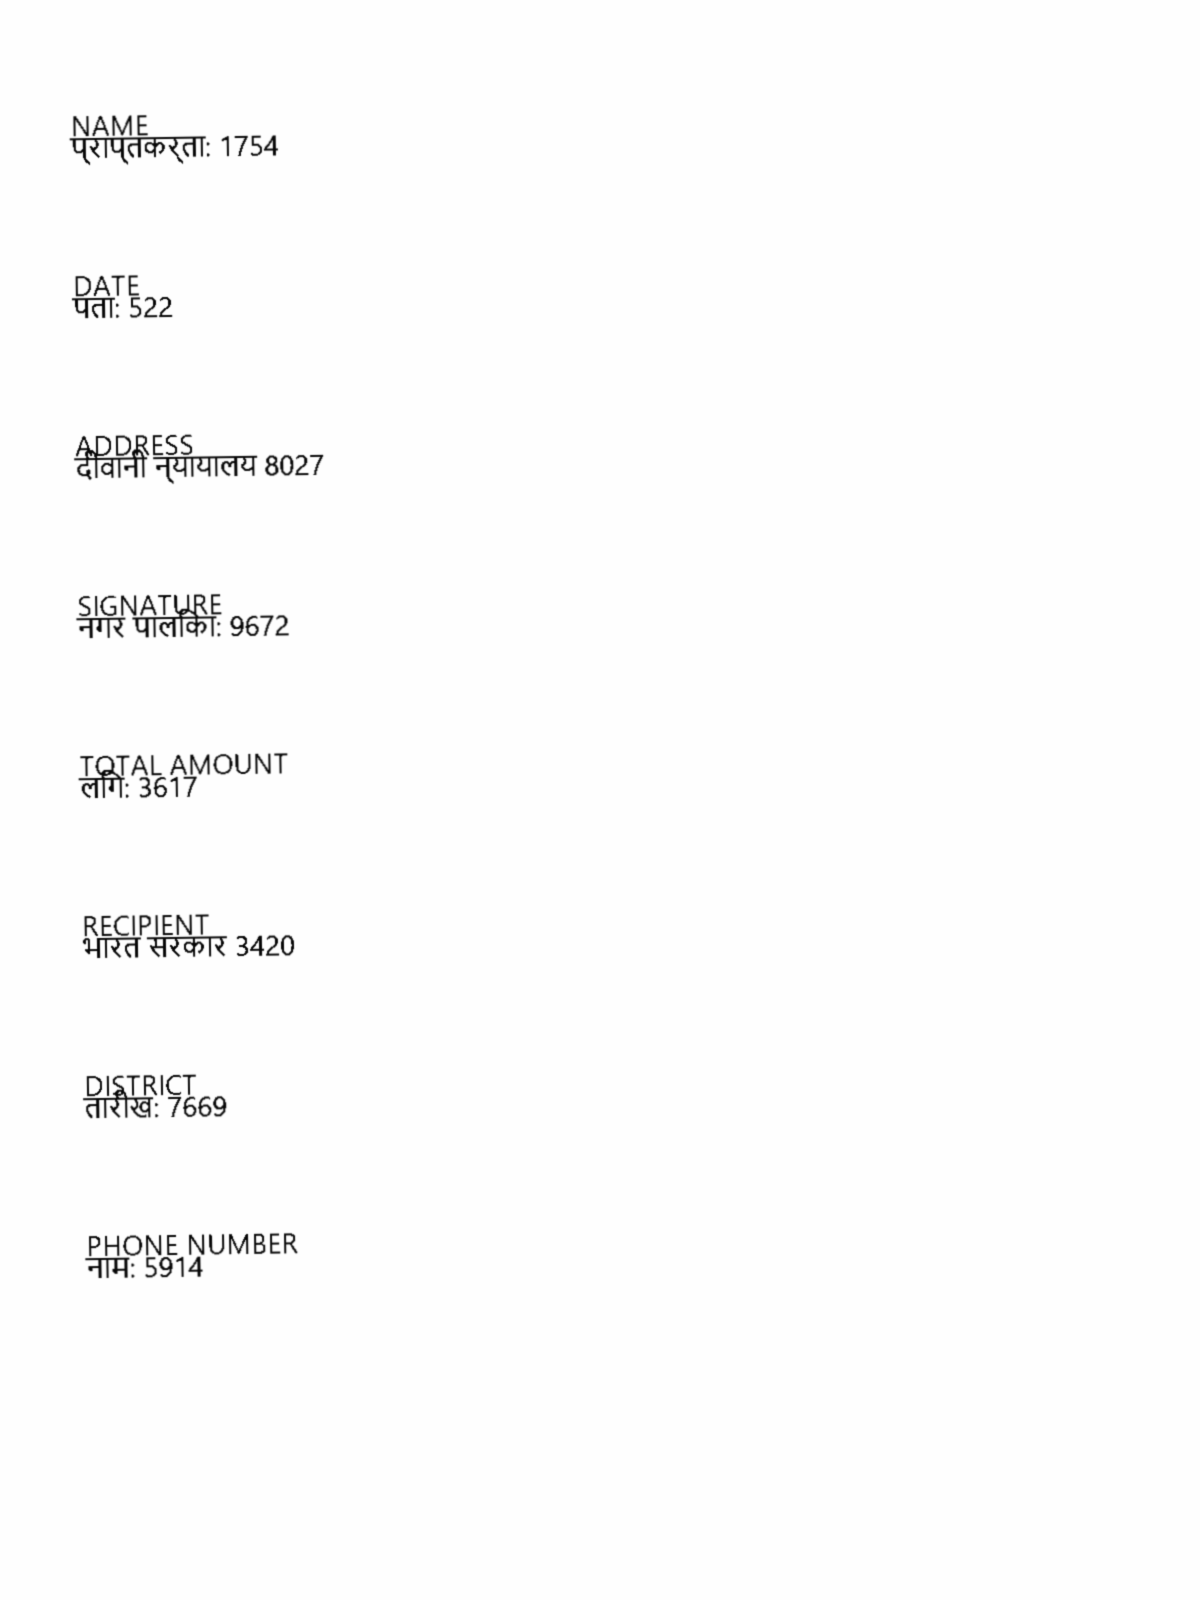 NAME
प्राप्तकर्ता: 1754
DATE
पता: 522
ADDRESS
दीवानी न्यायालय 8027
SIGNATURE
नगर पालिका: 9672
TOTAL AMOUNT
लिंग: 3617
RECIPIENT
भारत सरकार 3420
DISTRICT
तारीख: 7669
PHONE NUMBER
नाम: 5914